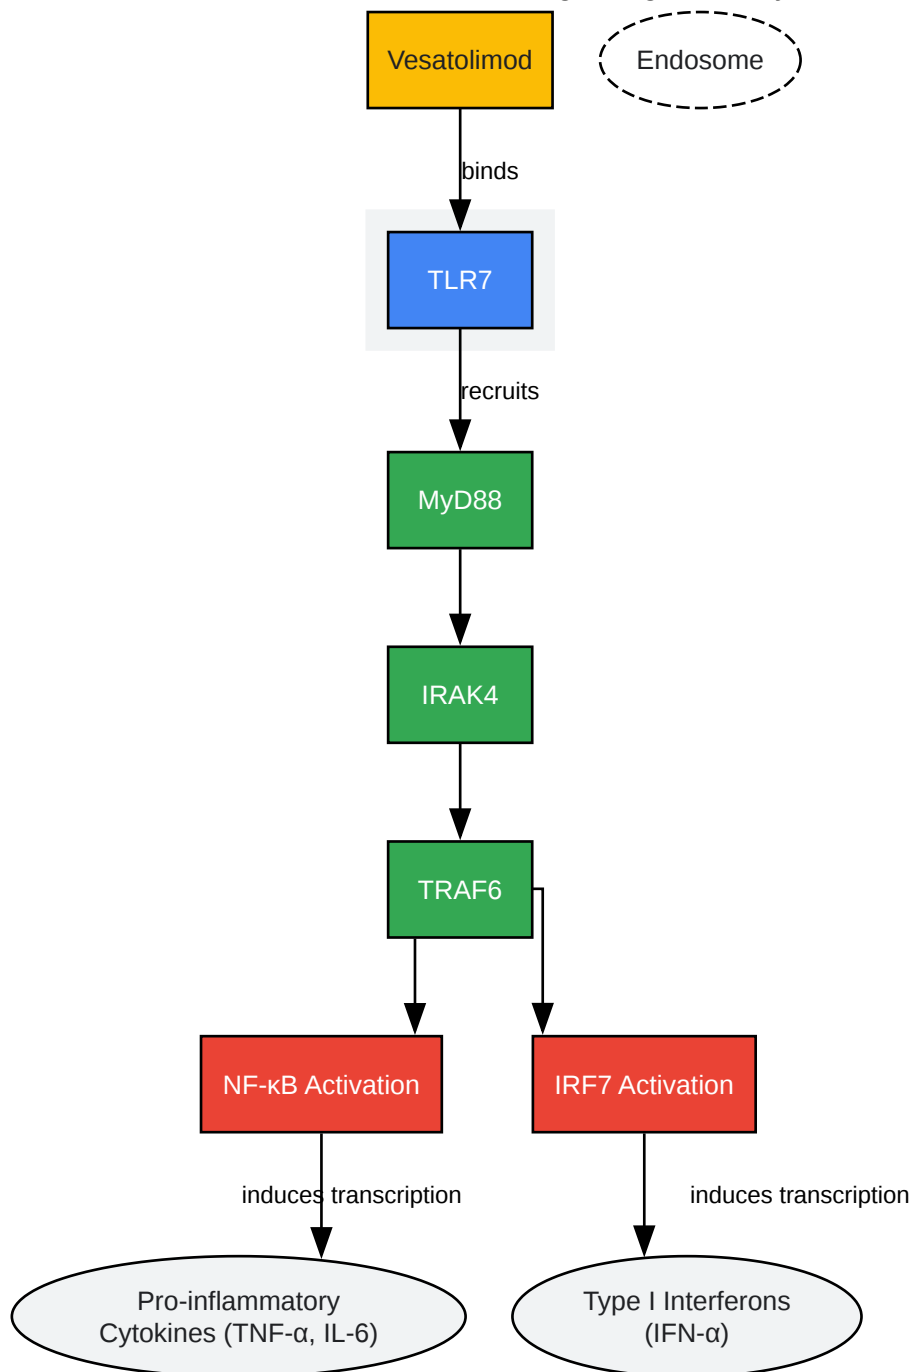 Vesatolimod
Endosome
binds
TLR7
recruits
MyD88
IRAK4
TRAF6
NF-κB Activation
IRF7 Activation
induces transcription
induces transcription
Pro-inflammatory
Cytokines (TNF-α, IL-6)
Type I Interferons
(IFN-α)